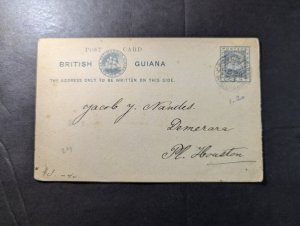 POST CARD
BRITISH GUIANA
THE ADDRESS ONLY TO BE WRITTEN ON THIS SIDE.
Jacob J. Nandes
Demerara
Pl. Houston